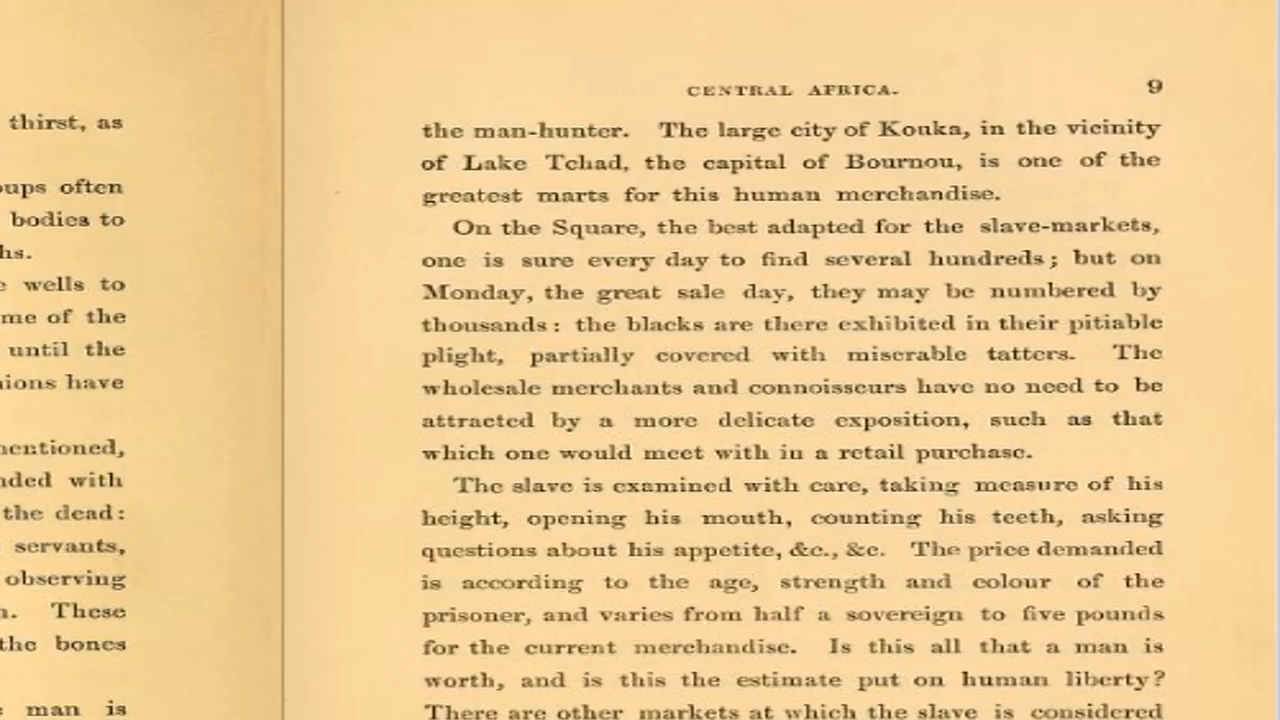 thirst, as
often
bodies to
wells to
me of the
until the
have
with
the dead:
servants,
observing
These
the bones
man is
CENTRAL AFRICA. 9
the man-hunter. The large city of Konka, in the vicinity
of Lake Tchad, the capital of Bournou, is one of the
greatest marts for this human merchandise.
On the Square, the best adapted for the slave-markets,
one is sure every day to find several hundreds; but on
Monday, the great sale day, they may be numbered by
thousands: the blacks are there exhibited in their pitiable
plight, partially covered with miserable tatters. The
wholesale merchants and connoisseurs have no need to be
attracted by a more delicate exposition, such as that
which one would meet with in a retail purchase.
The slave is examined with care, taking measure of his
height, opening his mouth, counting his teeth, asking
questions about his appetite, &c., &c. The price demanded
is according to the age, strength and colour of the
prisoner, and varies from half a sovereign to five pounds
for the current merchandise. Is this all that a man is
worth, and is this the estimate put on human liberty?
There are other markets at which the slave is considered